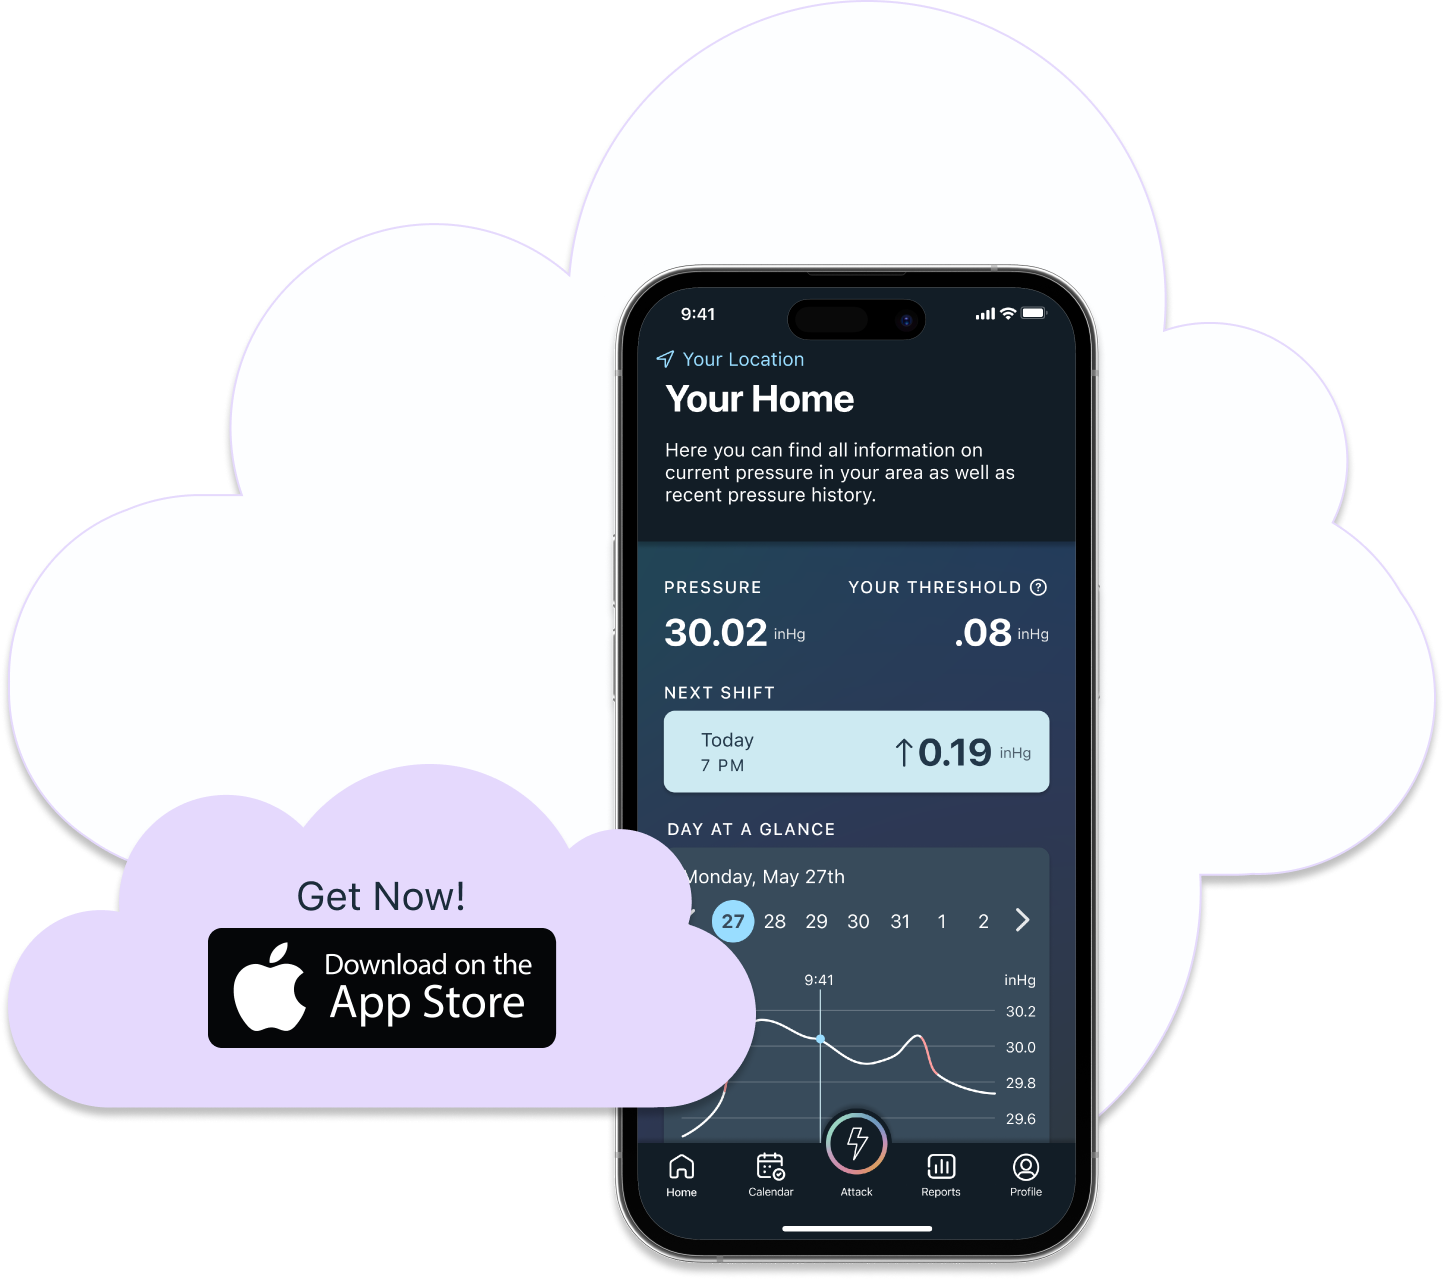 9:41
Your Location
Your Home
Here you can find all information on
current pressure in your area as well as
recent pressure history.
PRESSURE
YOUR THRESHOLD ?
30.02 inHg
.08 inHg
NEXT SHIFT
Today
7 PM
↑0.19 inHg
DAY AT A GLANCE
Monday, May 27th
27 28 29 30 31 1 2
9:41
inHg
30.2
30.0
29.8
29.6
Home
Calendar
Attack
Reports
Profile
Get Now!
Download on the
App Store